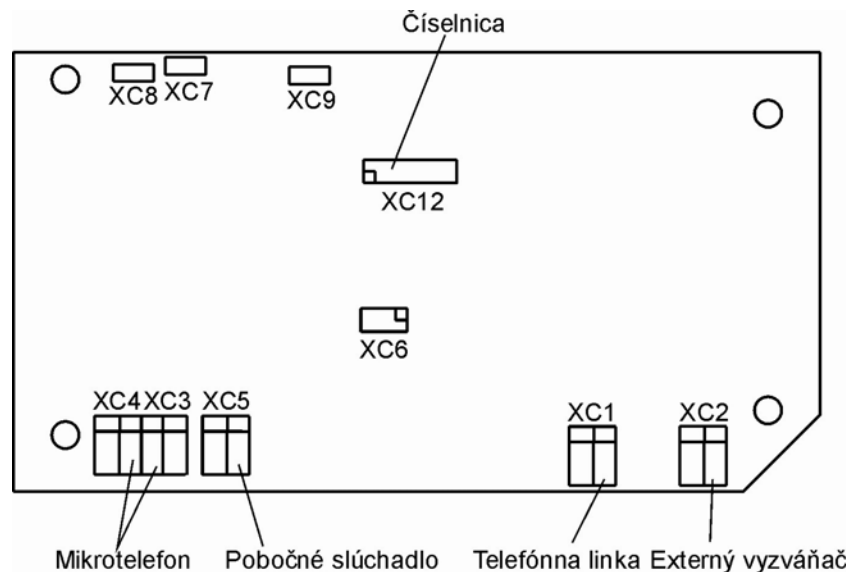 Číselnica
XC8 XC7 XC9
XC12
XC6
XC4 XC3 XC5 XC1 XC2
Mikrotelefon Pobočné slúchadlo Telefónna linka Externý vyzváňač